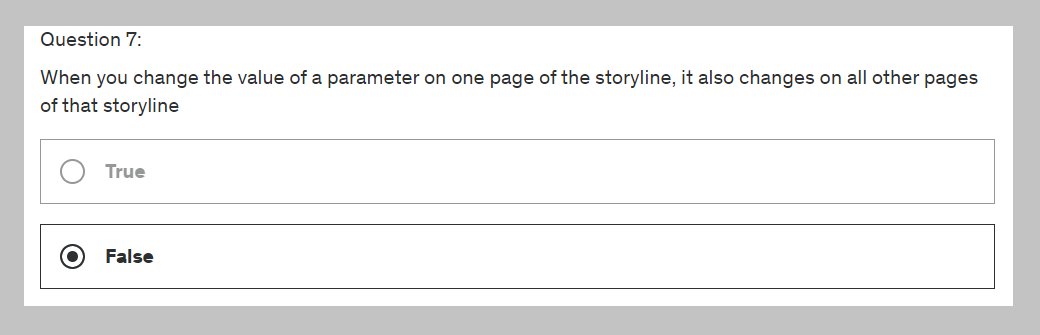 Question 7:
When you change the value of a parameter on one page of the storyline, it also changes on all other pages
of that storyline
True
False